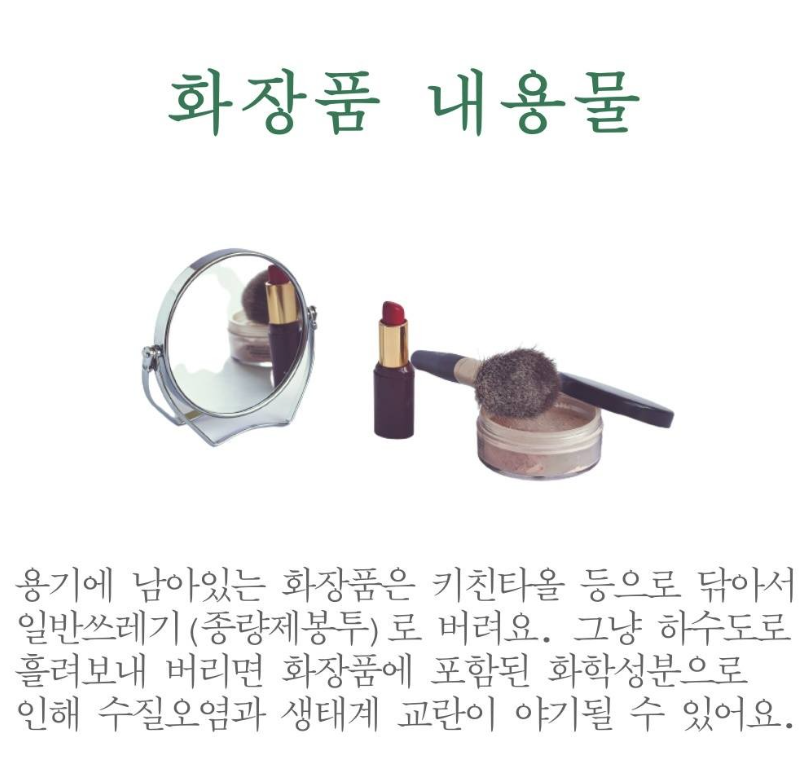 화장품 내용물
용기에 남아있는 화장품은 키친타올 등으로 닦아서
일반쓰레기(종량제봉투)로 버려요. 그냥 하수도로
흘려보내 버리면 화장품에 포함된 화학성분으로
인해 수질오염과 생태계 교란이 야기될 수 있어요.